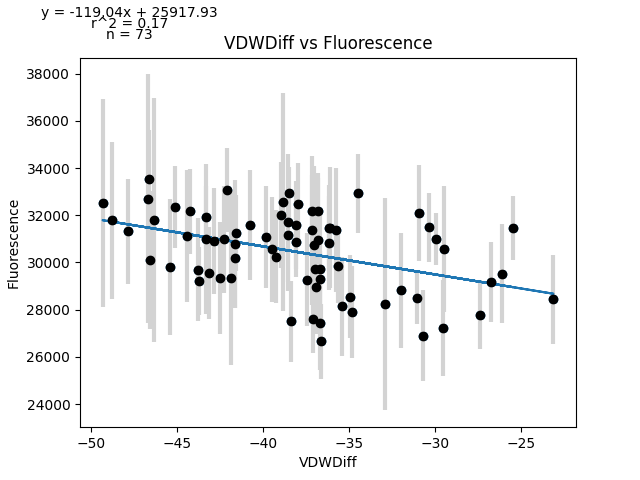 y = -119.04x + 25917.93
r^2 = 0.17
n = 73
VDWDiff vs Fluorescence
38000
36000
34000
32000
30000
28000
26000
24000
Fluorescence
−50
−45
−40
−35
−30
−25
VDWDiff